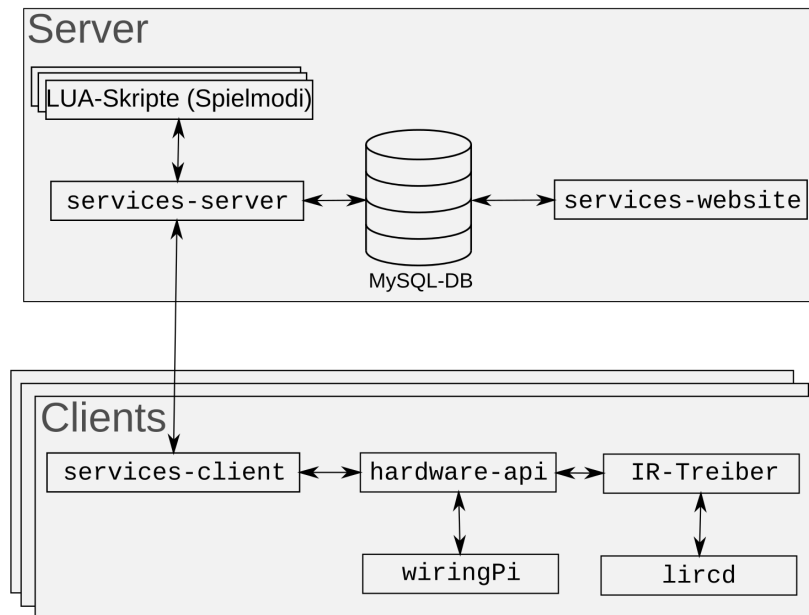 Server
LUA-Skripte (Spielmodi)
services-server
services-website
MySQL-DB
Clients
services-client
hardware-api
IR-Treiber
wiringPi
lircd